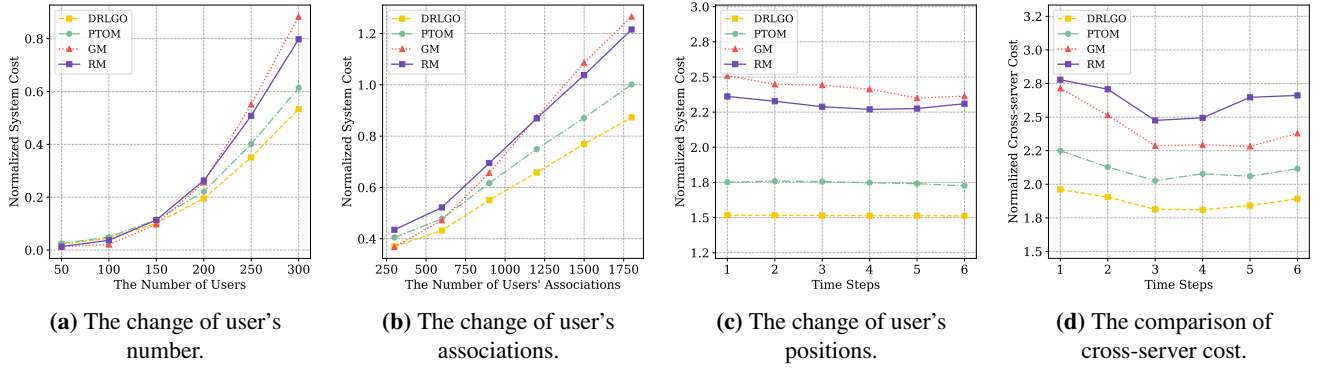 DRLGO
PTOM
GM
RM
Normalized System Cost
0.8
0.6
0.4
0.2
0.0
50 100 150 200 250 300
The Number of Users
(a) The change of user's
number.
DRLGO
PTOM
GM
RM
Normalized System Cost
1.2
1.0
0.8
0.6
0.4
250 500 750 1000 1250 1500 1750
The Number of Users' Associations
(b) The change of user's
associations.
DRLGO
PTOM
GM
RM
Normalized System Cost
3.0
2.8
2.5
2.2
2.0
1.8
1.5
1.2
1 2 3 4 5 6
Time Steps
(c) The change of user's
positions.
DRLGO
PTOM
GM
RM
Normalized Cross-server Cost
3.2
3.0
2.8
2.5
2.2
2.0
1.8
1.5
1 2 3 4 5 6
Time Steps
(d) The comparison of
cross-server cost.